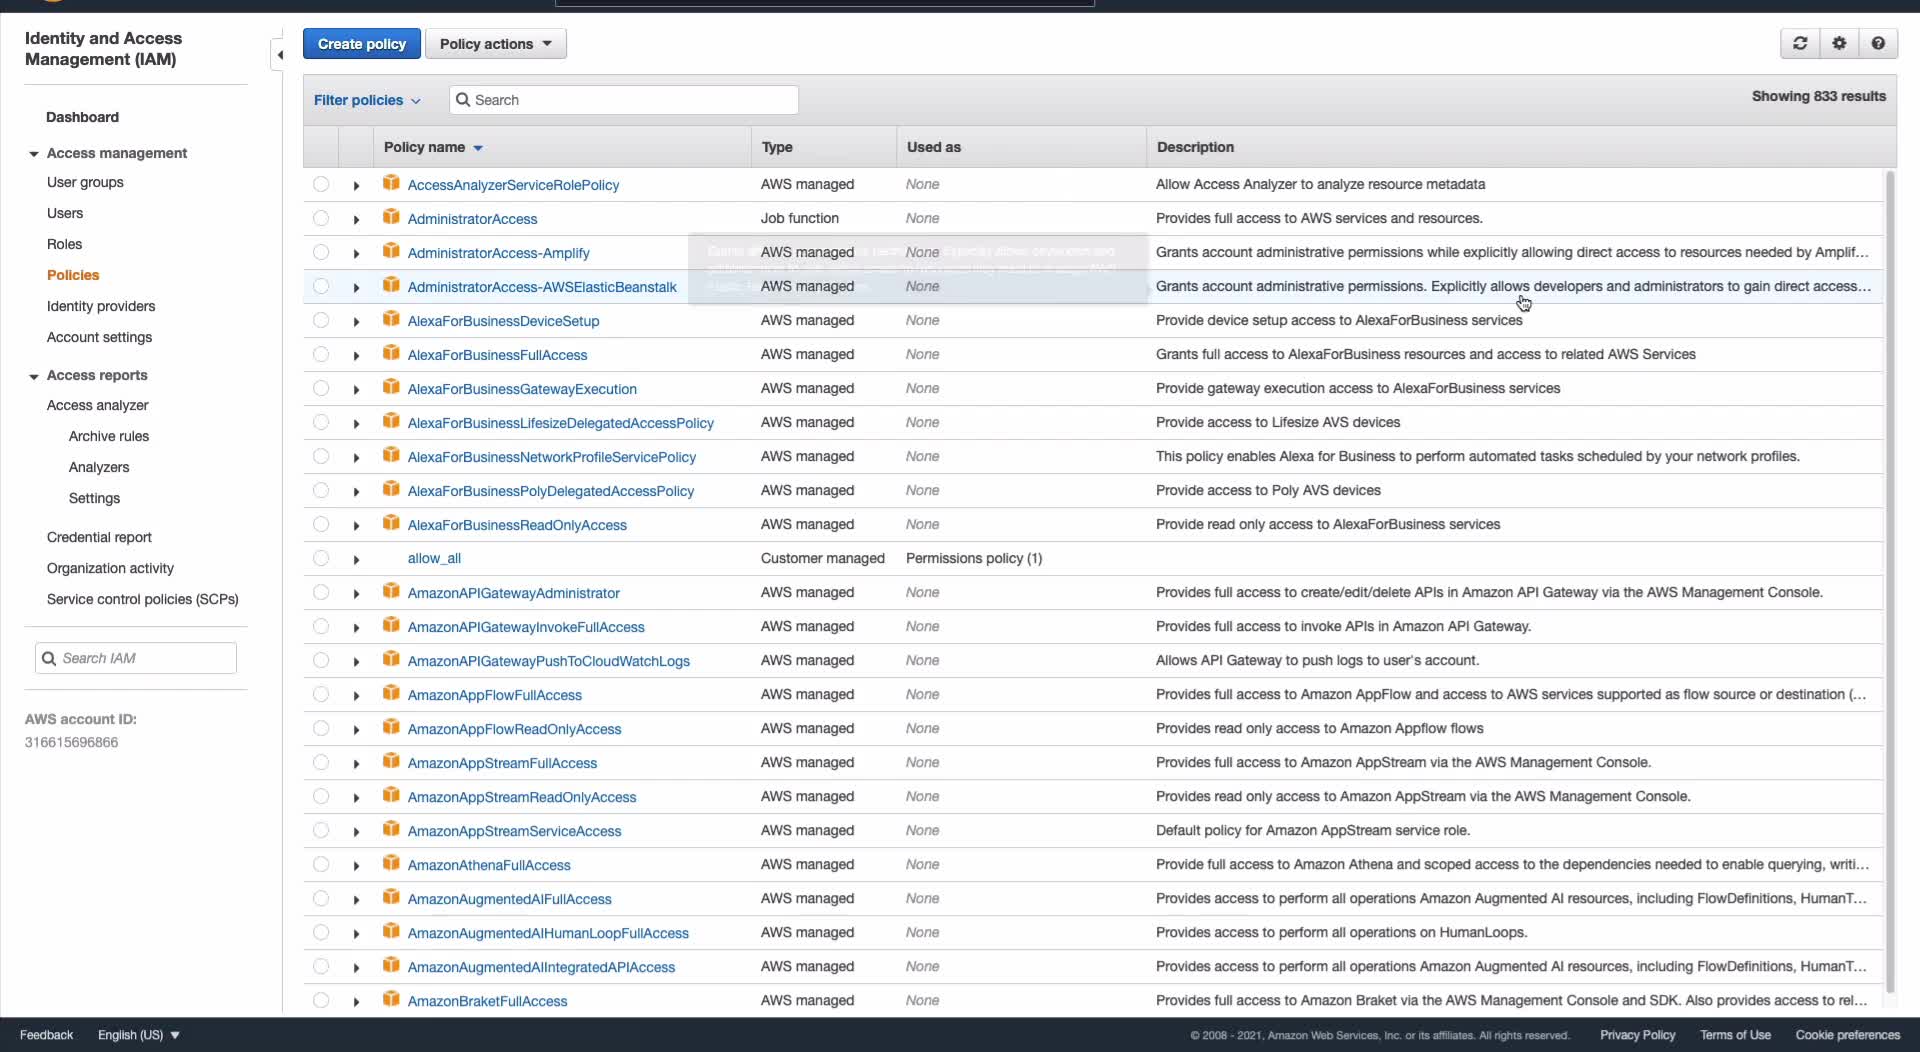 Identity and Access
Management (IAM)
Dashboard
Access management
User groups
Users
Roles
Policies
Identity providers
Account settings
Access reports
Access analyzer
Archive rules
Analyzers
Settings
Credential report
Organization activity
Service control policies (SCPs)
Search IAM
AWS account ID:
316615696866
Create policy Policy actions
Filter policies Search Showing 833 results
Policy name Type Used as Description
AccessAnalyzerServiceRolePolicy AWS managed None Allow Access Analyzer to analyze resource metadata
AdministratorAccess Job function None Provides full access to AWS services and resources.
AdministratorAccess-Amplify AWS managed None Grants account administrative permissions while explicitly allowing direct access to resources needed by Amplif...
AdministratorAccess-AWSElasticBeanstalk AWS managed None Grants account administrative permissions. Explicitly allows developers and administrators to gain direct access...
AlexaForBusinessDeviceSetup AWS managed None Provide device setup access to AlexaForBusiness services
AlexaForBusinessFullAccess AWS managed None Grants full access to AlexaForBusiness resources and access to related AWS Services
AlexaForBusinessGatewayExecution AWS managed None Provide gateway execution access to AlexaForBusiness services
AlexaForBusinessLifesizeDelegatedAccessPolicy AWS managed None Provide access to Lifesize AVS devices
AlexaForBusinessNetworkProfileServicePolicy AWS managed None This policy enables Alexa for Business to perform automated tasks scheduled by your network profiles.
AlexaForBusinessPolyDelegatedAccessPolicy AWS managed None Provide access to Poly AVS devices
AlexaForBusinessReadOnlyAccess AWS managed None Provide read only access to AlexaForBusiness services
allow_all Customer managed Permissions policy (1)
AmazonAPIGatewayAdministrator AWS managed None Provides full access to create/edit/delete APIs in Amazon API Gateway via the AWS Management Console.
AmazonAPIGatewayInvokeFullAccess AWS managed None Provides full access to invoke APIs in Amazon API Gateway.
AmazonAPIGatewayPushToCloudWatchLogs AWS managed None Allows API Gateway to push logs to user's account.
AmazonAppFlowFullAccess AWS managed None Provides full access to Amazon AppFlow and access to AWS services supported as flow source or destination (...
AmazonAppFlowReadOnlyAccess AWS managed None Provides read only access to Amazon Appflow flows
AmazonAppStreamFullAccess AWS managed None Provides full access to Amazon AppStream via the AWS Management Console.
AmazonAppStreamReadOnlyAccess AWS managed None Provides read only access to Amazon AppStream via the AWS Management Console.
AmazonAppStreamServiceAccess AWS managed None Default policy for Amazon AppStream service role.
AmazonAthenaFullAccess AWS managed None Provide full access to Amazon Athena and scoped access to the dependencies needed to enable querying, writi...
AmazonAugmentedAIFullAccess AWS managed None Provides access to perform all operations Amazon Augmented AI resources, including FlowDefinitions, HumanT...
AmazonAugmentedAIHumanLoopFullAccess AWS managed None Provides access to perform all operations on HumanLoops.
AmazonAugmentedAIIntegratedAPIAccess AWS managed None Provides access to perform all operations Amazon Augmented AI resources, including FlowDefinitions, HumanT...
AmazonBraketFullAccess AWS managed None Provides full access to Amazon Braket via the AWS Management Console and SDK. Also provides access to rel...
Feedback English (US) © 2008 - 2021, Amazon Web Services, Inc. or its affiliates. All rights reserved. Privacy Policy Terms of Use Cookie preferences